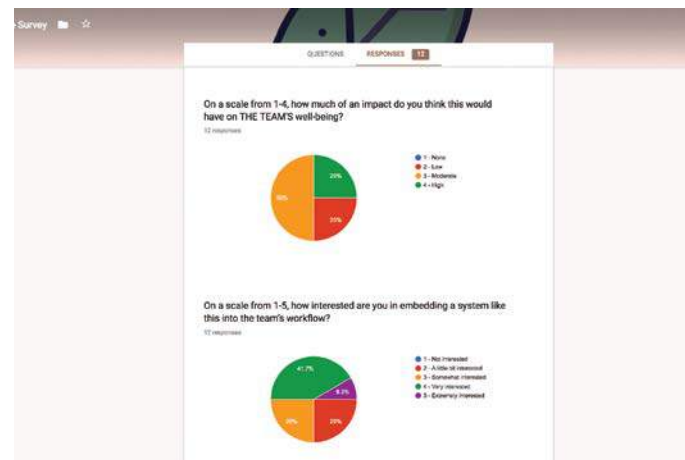 Survey
QUESTIONS RESPONSES 12
On a scale from 1-4, how much of an impact do you think this would
have on THE TEAM'S well-being?
12 responses
1 - None
2 - Low
3 - Moderate
4 - High
25%
50%
25%
On a scale from 1-5, how interested are you in embedding a system like
this into the team's workflow?
12 responses
1 - Not interested
2 - A little bit interested
3 - Somewhat interested
4 - Very interested
5 - Extremely interested
41.7%
8.3%
25%
25%